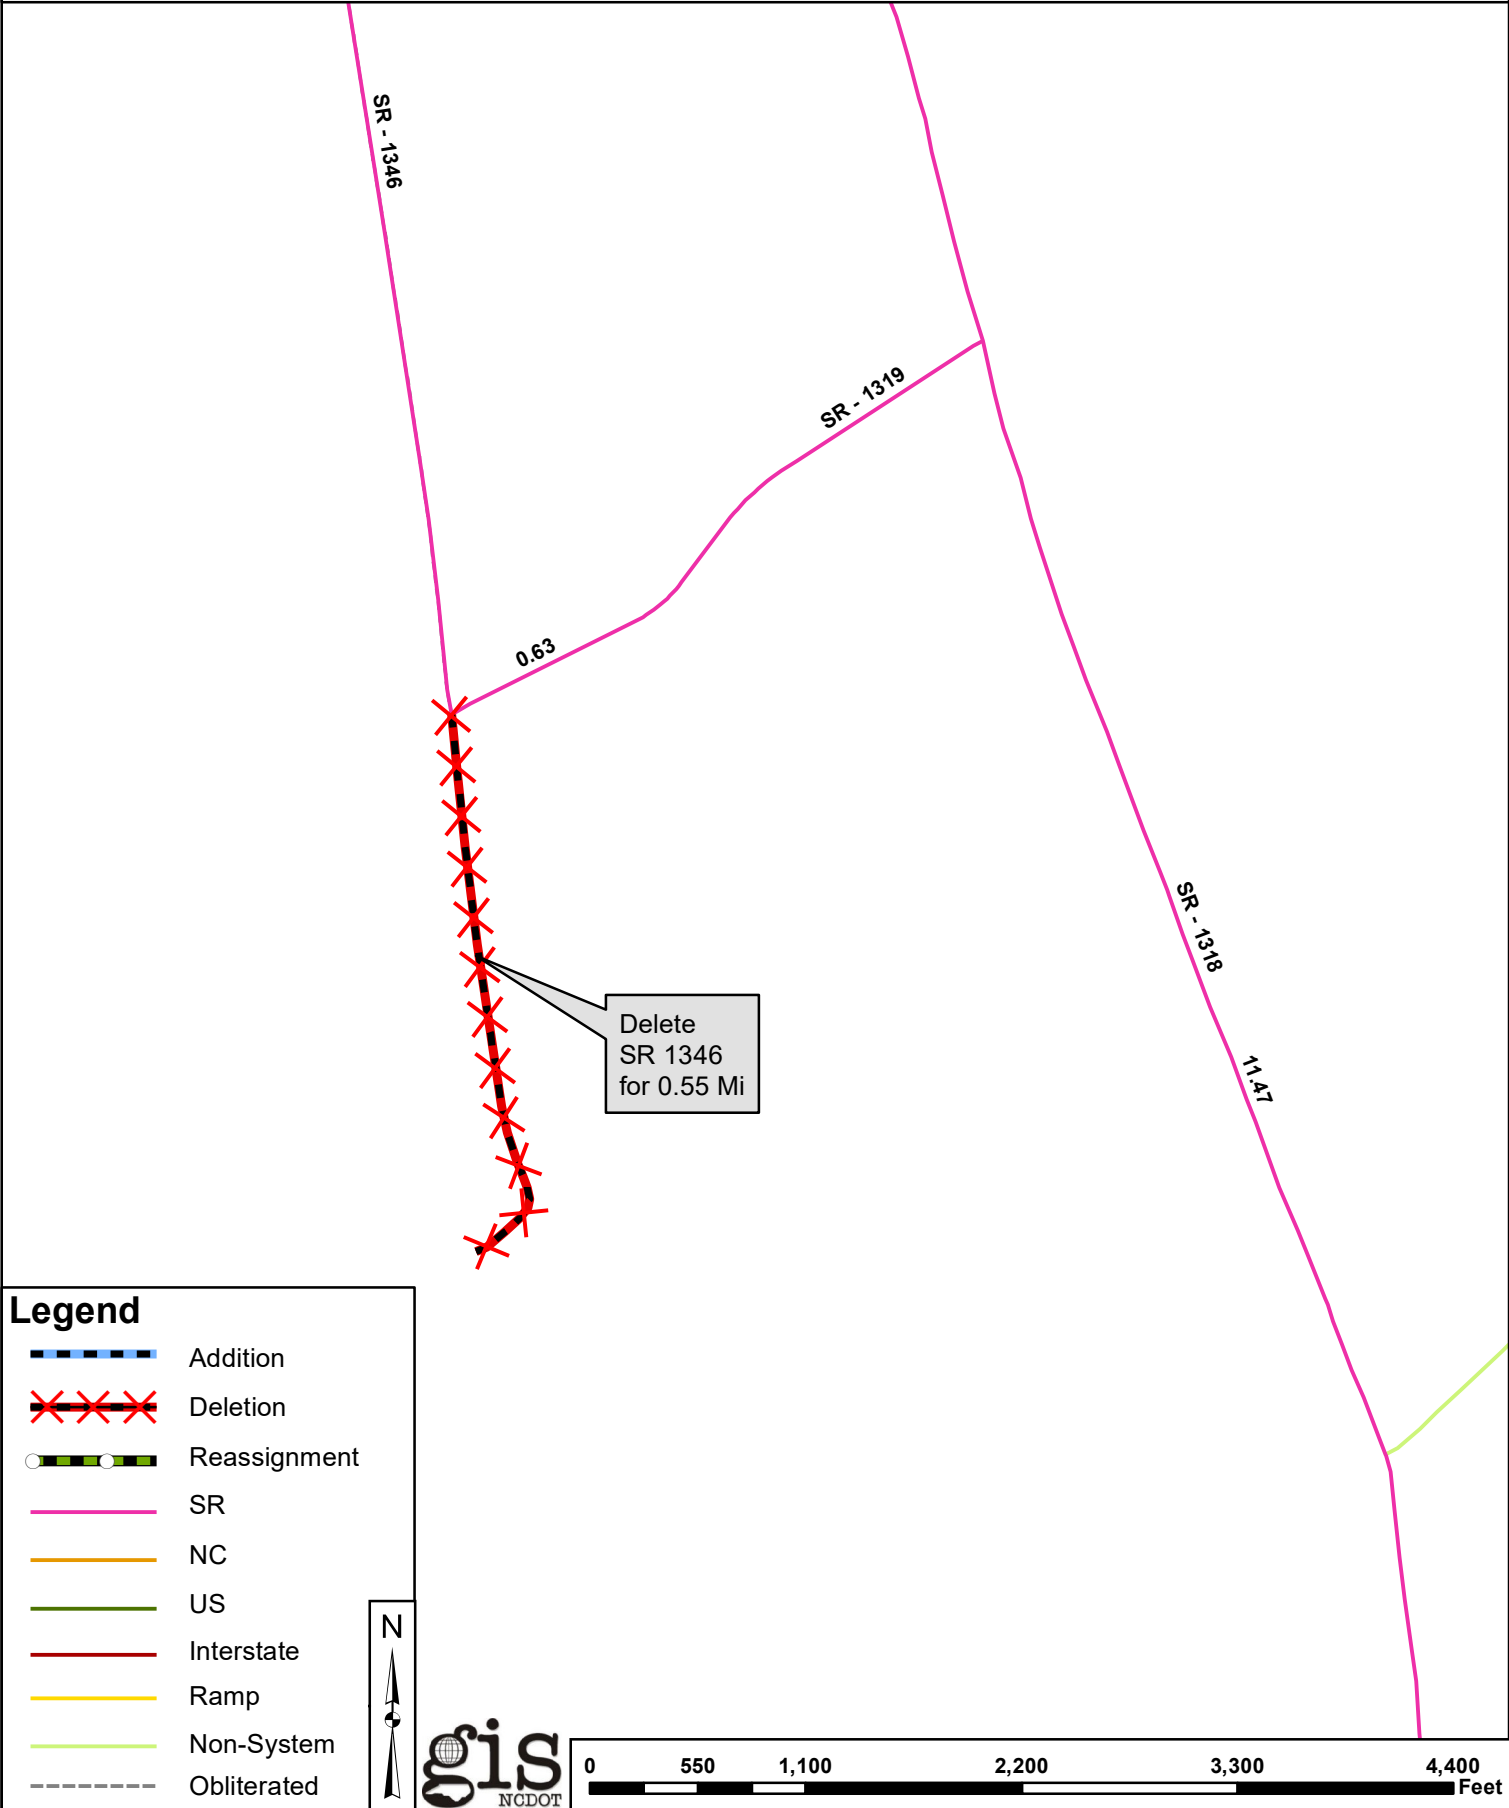 SR - 1346
SR - 1319
0.63
SR - 1318
Delete
SR 1346
for 0.55 Mi
11.47
Legend
Addition
Deletion
Reassignment
SR
NC
US
Interstate
Ramp
Non-System
Obliterated
N
gis
NCDOT
0 550 1,100 2,200 3,300 4,400
Feet